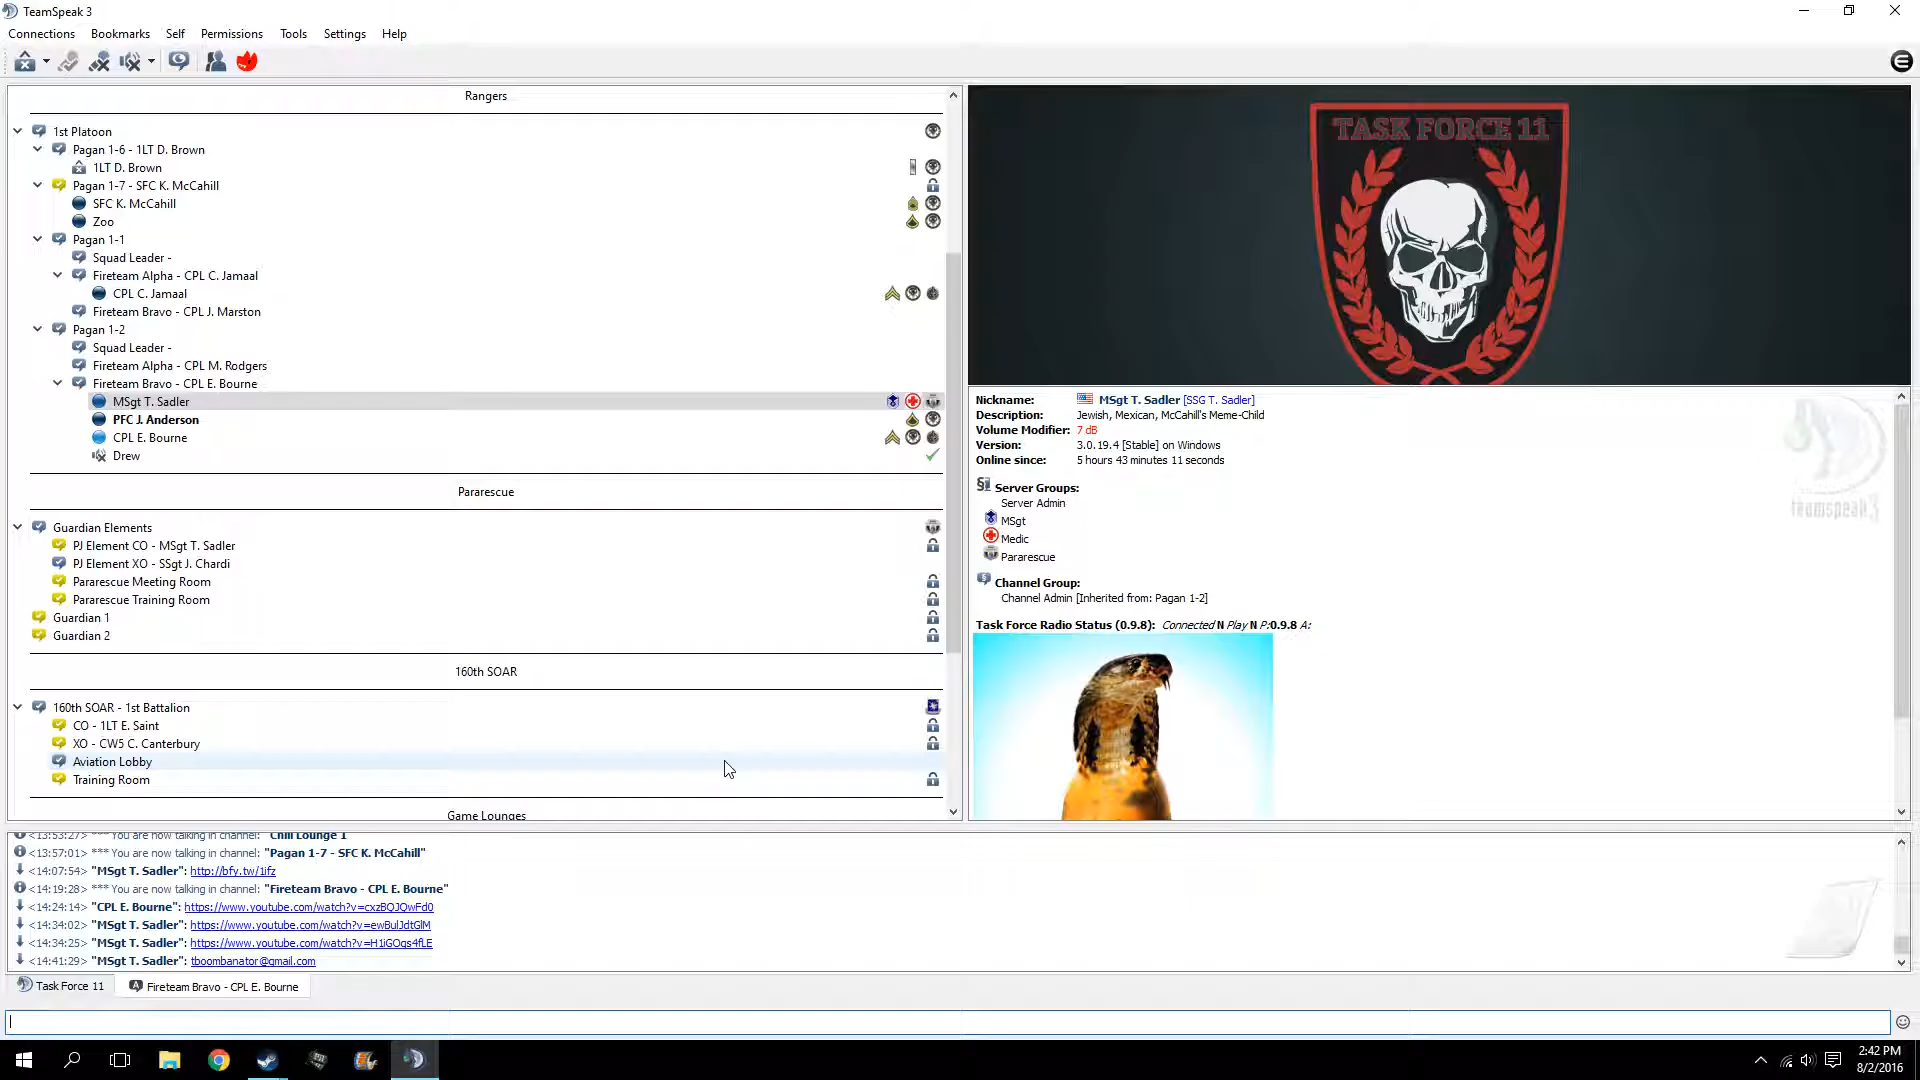 TeamSpeak 3
Connections Bookmarks Self Permissions Tools Settings Help
Rangers
1st Platoon
Pagan 1-6 - 1LT D. Brown
1LT D. Brown
Pagan 1-7 - SFC K. McCahill
SFC K. McCahill
Zoo
Pagan 1-1
Squad Leader -
Fireteam Alpha - CPL C. Jamaal
CPL C. Jamaal
Fireteam Bravo - CPL J. Marston
Pagan 1-2
Squad Leader -
Fireteam Alpha - CPL M. Rodgers
Fireteam Bravo - CPL E. Bourne
MSgt T. Sadler
PFC J. Anderson
CPL E. Bourne
Drew
Pararescue
Guardian Elements
PJ Element CO - MSgt T. Sadler
PJ Element XO - SSgt J. Chardi
Pararescue Meeting Room
Pararescue Training Room
Guardian 1
Guardian 2
160th SOAR
160th SOAR - 1st Battalion
CO - 1LT E. Saint
XO - CW5 C. Canterbury
Aviation Lobby
Training Room
Game Lounges
TASK FORCE 11
Nickname: MSgt T. Sadler [SSG T. Sadler]
Description: Jewish, Mexican, McCahill's Meme-Child
Volume Modifier: 7 dB
Version: 3.0.19.4 [Stable] on Windows
Online since: 5 hours 43 minutes 11 seconds
Server Groups:
Server Admin
MSgt
Medic
Pararescue
Channel Group:
Channel Admin [Inherited from: Pagan 1-2]
Task Force Radio Status (0.9.8): Connected N Play N P:0.9.8 A:
teamspeak3
<13:53:27> *** You are now talking in channel: "Chill Lounge 1"
<13:57:01> *** You are now talking in channel: "Pagan 1-7 - SFC K. McCahill"
<14:07:54> "MSgt T. Sadler": http://bfy.tw/1ifz
<14:19:28> *** You are now talking in channel: "Fireteam Bravo - CPL E. Bourne"
<14:24:14> "CPL E. Bourne": https://www.youtube.com/watch?v=cxzBQJQwFd0
<14:34:02> "MSgt T. Sadler": https://www.youtube.com/watch?v=ewBulJdtGlM
<14:34:25> "MSgt T. Sadler": https://www.youtube.com/watch?v=H1iGOqs4fLE
<14:41:29> "MSgt T. Sadler": tboombanator@gmail.com
Task Force 11
Fireteam Bravo - CPL E. Bourne
2:42 PM
8/2/2016